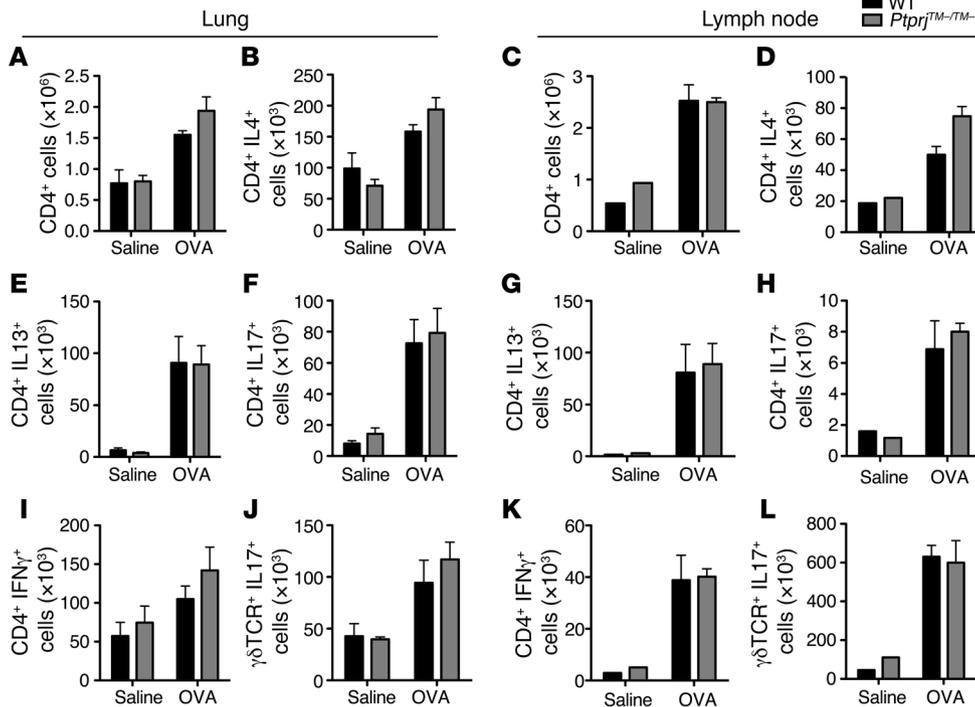 Lung
Lymph node
WT
Ptprj^TM–/TM–
A
CD4⁺ cells (×10⁶)
2.5
2.0
1.5
1.0
0.5
0.0
Saline
OVA
B
CD4⁺ IL4⁺
cells (×10³)
250
200
150
100
50
0
Saline
OVA
C
CD4⁺ cells (×10⁶)
3
2
1
0
Saline
OVA
D
CD4⁺ IL4⁺
cells (×10³)
100
80
60
40
20
0
Saline
OVA
E
CD4⁺ IL13⁺
cells (×10³)
150
100
50
0
Saline
OVA
F
CD4⁺ IL17⁺
cells (×10³)
100
80
60
40
20
0
Saline
OVA
G
CD4⁺ IL13⁺
cells (×10³)
150
100
50
0
Saline
OVA
H
CD4⁺ IL17⁺
cells (×10³)
10
8
6
4
2
0
Saline
OVA
I
CD4⁺ IFNγ⁺
cells (×10³)
200
150
100
50
0
Saline
OVA
J
γδTCR⁺ IL17⁺
cells (×10³)
150
100
50
0
Saline
OVA
K
CD4⁺ IFNγ⁺
cells (×10³)
60
40
20
0
Saline
OVA
L
γδTCR⁺ IL17⁺
cells (×10³)
800
600
400
200
0
Saline
OVA